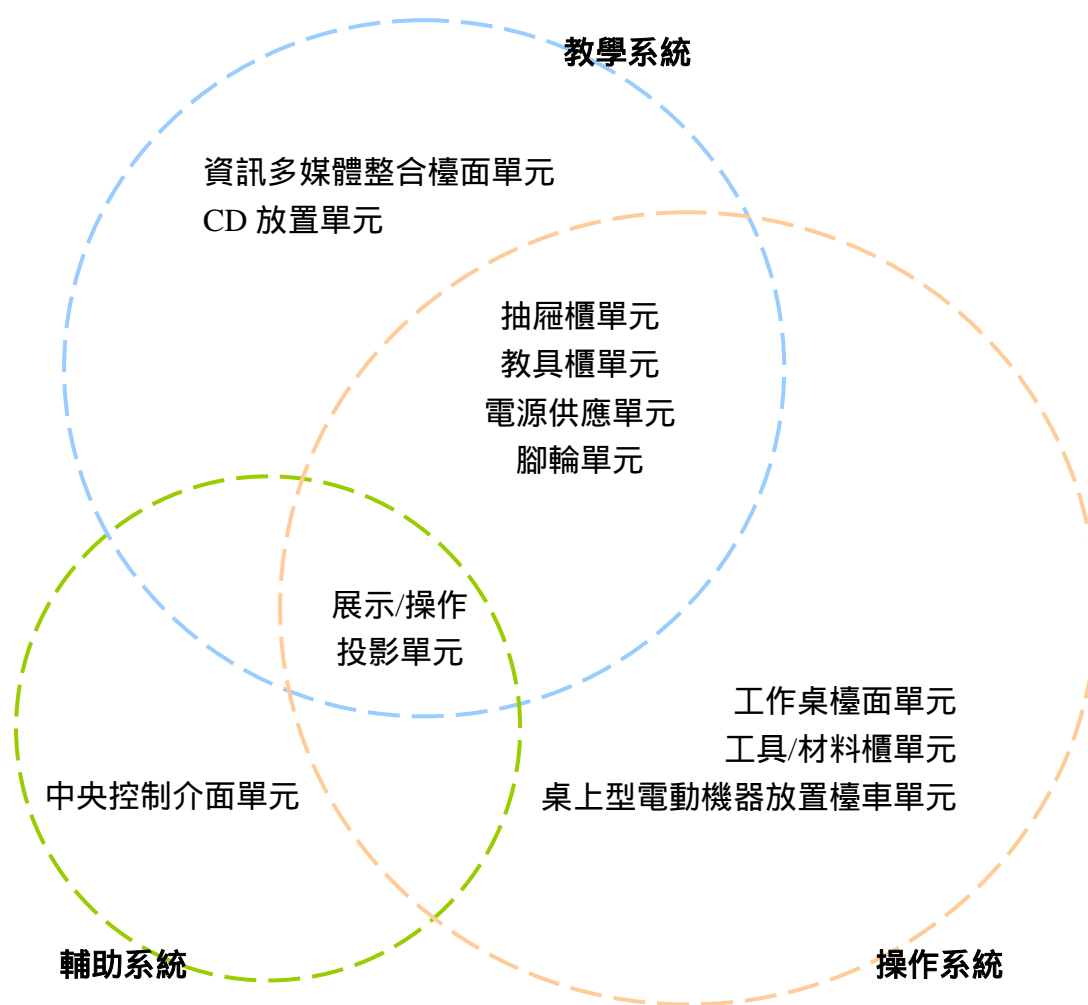 教學系統
資訊多媒體整合檯面單元
CD 放置單元
抽屜櫃單元
教具櫃單元
電源供應單元
腳輪單元
展示/操作
投影單元
工作桌檯面單元
工具/材料櫃單元
桌上型電動機器放置檯車單元
中央控制介面單元
輔助系統
操作系統